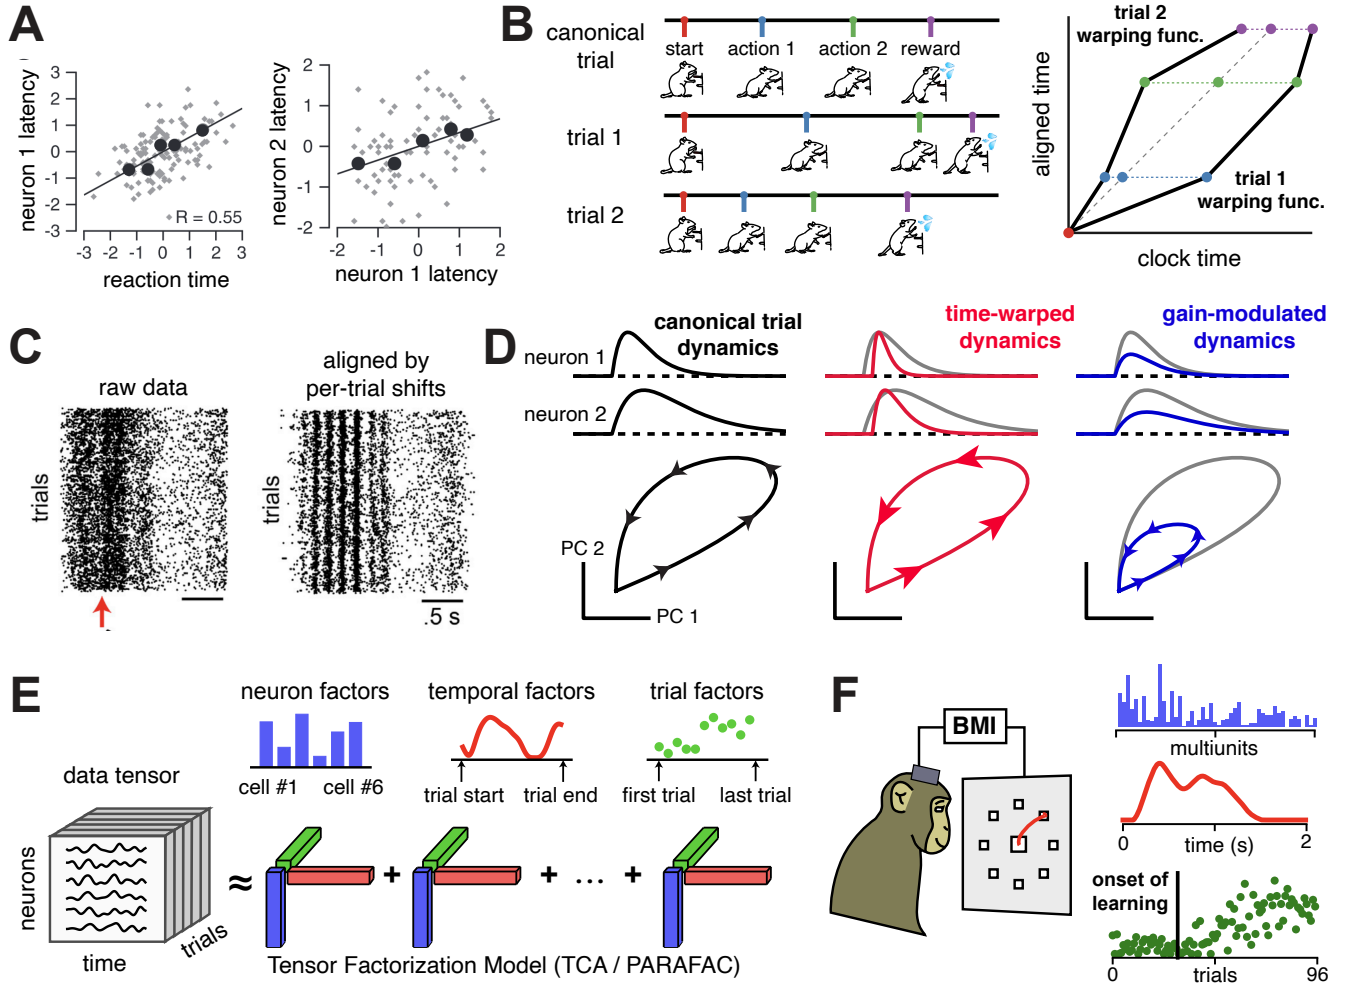 A
neuron 1 latency
3
2
1
0
-1
-2
-3
R = 0.55
-3 -2 -1 0 1 2 3
reaction time
neuron 2 latency
2
1
0
-1
-2
-2 -1 0 1 2
neuron 1 latency
B
canonical
trial
start action 1 action 2 reward
trial 1
trial 2
trial 2
warping func.
aligned time
trial 1
warping func.
clock time
C
raw data
trials
aligned by
per-trial shifts
trials
.5 s
D
canonical trial
dynamics
time-warped
dynamics
gain-modulated
dynamics
neuron 1
neuron 2
PC 2
PC 1
E
neuron factors
cell #1 cell #6
temporal factors
trial start trial end
trial factors
first trial last trial
data tensor
neurons
time
trials
≈ + + ... +
Tensor Factorization Model (TCA / PARAFAC)
F
BMI
multiunits
0 time (s) 2
onset of
learning
0 trials 96